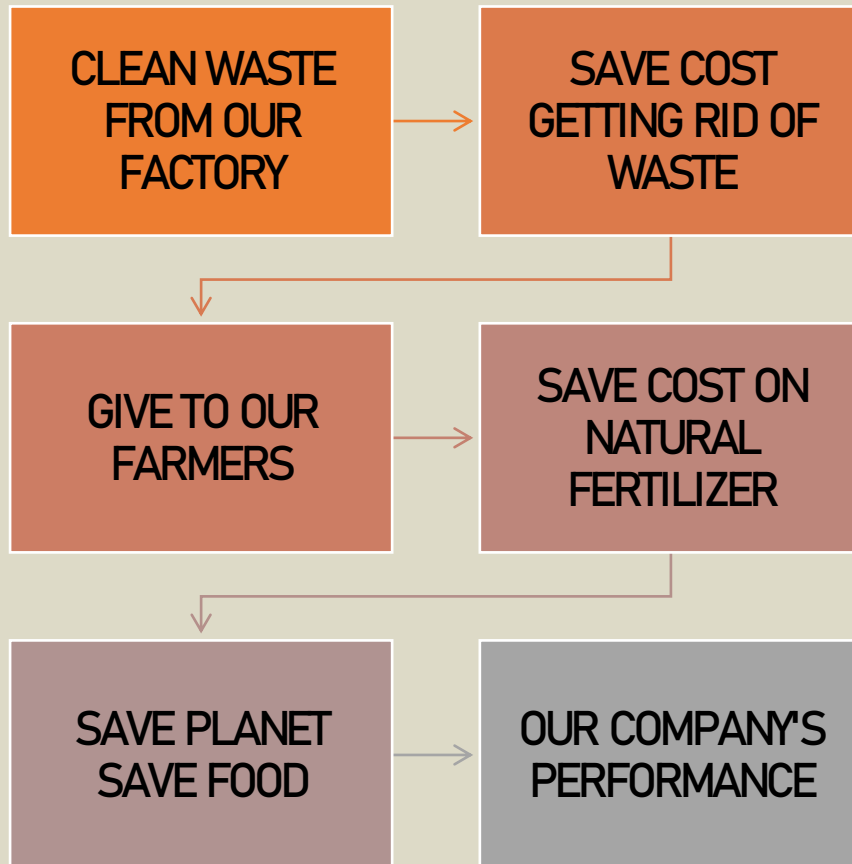 CLEAN WASTE
FROM OUR
FACTORY
SAVE COST
GETTING RID OF
WASTE
GIVE TO OUR
FARMERS
SAVE COST ON
NATURAL
FERTILIZER
SAVE PLANET
SAVE FOOD
OUR COMPANY'S
PERFORMANCE